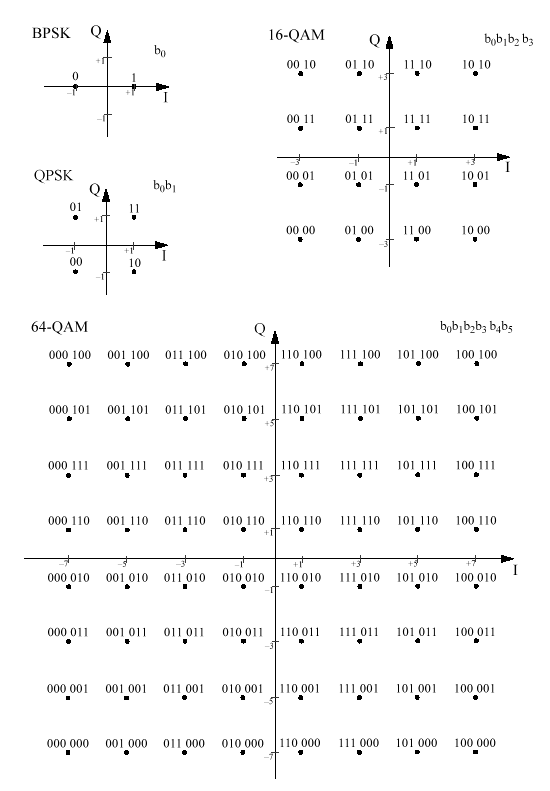 BPSK
Q
b0
+1
0 1
−1 +1 I
−1
QPSK
Q
b0b1
01 +1 11
−1 +1 I
00 10
−1
16-QAM
Q
b0b1b2 b3
00 10 01 10 11 10 10 10
+3
00 11 01 11 11 11 10 11
+1
−3 −1 +1 +3 I
00 01 01 01 11 01 10 01
−1
00 00 01 00 11 00 10 00
−3
64-QAM
Q
b0b1b2b3 b4b5
000 100 001 100 011 100 010 100 110 100 111 100 101 100 100 100
+7
000 101 001 101 011 101 010 101 110 101 111 101 101 101 100 101
+5
000 111 001 111 011 111 010 111 110 111 111 111 101 111 100 111
+3
000 110 001 110 011 110 010 110 110 110 111 110 101 110 100 110
+1
−7 −5 −3 −1 +1 +3 +5 +7 I
000 010 001 010 011 010 010 010 110 010 111 010 101 010 100 010
−1
000 011 001 011 011 011 010 011 110 011 111 011 101 011 100 011
−3
000 001 001 001 011 001 010 001 110 001 111 001 101 001 100 001
−5
000 000 001 000 011 000 010 000 110 000 111 000 101 000 100 000
−7